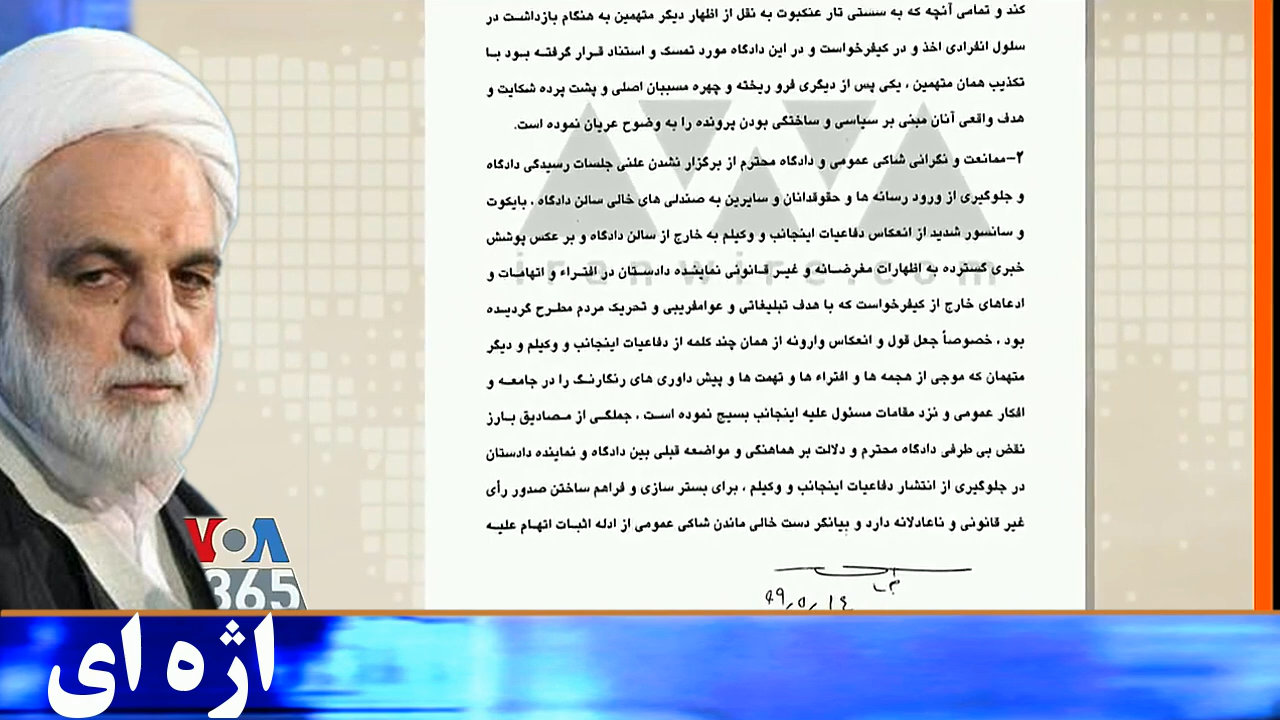 کند و تمامی آنچه که به سستی تار عنکبوت به نقل از اظهار دیگر متهمین به هنگام بازداشت در
سلول انفرادی اخذ و در کیفرخواست و در این دادگاه مورد تمسک و استناد قرار گرفته بود با
تکذیب همان متهمین ، یکی پس از دیگری فرو ریخته و چهره مسببان اصلی و پشت پرده شکایت و
هدف واقعی آنان مبنی بر سیاسی و ساختگی بودن پرونده را به وضوح عریان نموده است.
۲-ممانعت و نگرانی شاکی عمومی و دادگاه محترم از برگزار نشدن علنی جلسات رسیدگی دادگاه
و جلوگیری از ورود رسانه ها و حقوقدانان و سایرین به صندلی های خالی سالن دادگاه ، بایکوت
و سانسور شدید از انعکاس دفاعیات اینجانب و وکیلم به خارج از سالن دادگاه و بر عکس پوشش
خبری گسترده به اظهارات مغرضانه و غیر قانونی نماینده دادستان در افتراء و اتهامات و
ادعاهای خارج از کیفرخواست که با هدف تبلیغاتی و عوامفریبی و تحریک مردم مطرح گردیده
بود ، خصوصاً جعل قول و انعکاس وارونه از همان چند کلمه از دفاعیات اینجانب و وکیلم و دیگر
متهمان که موجی از هجمه ها و افتراء ها و تهمت ها و پیش داوری های رنگارنگ را در جامعه و
افکار عمومی و نزد مقامات مسئول علیه اینجانب بسیج نموده است ، جملگی از مصادیق بارز
نقض بی طرفی دادگاه محترم و دلالت بر هماهنگی و مواضعه قبلی بین دادگاه و نماینده دادستان
در جلوگیری از انتشار دفاعیات اینجانب و وکیلم ، برای بستر سازی و فراهم ساختن صدور رأی
غیر قانونی و ناعادلانه دارد و بیانگر دست خالی ماندن شاکی عمومی از ادله اثبات اتهام علیه
iranwire.com
VOA
365
اژه ای